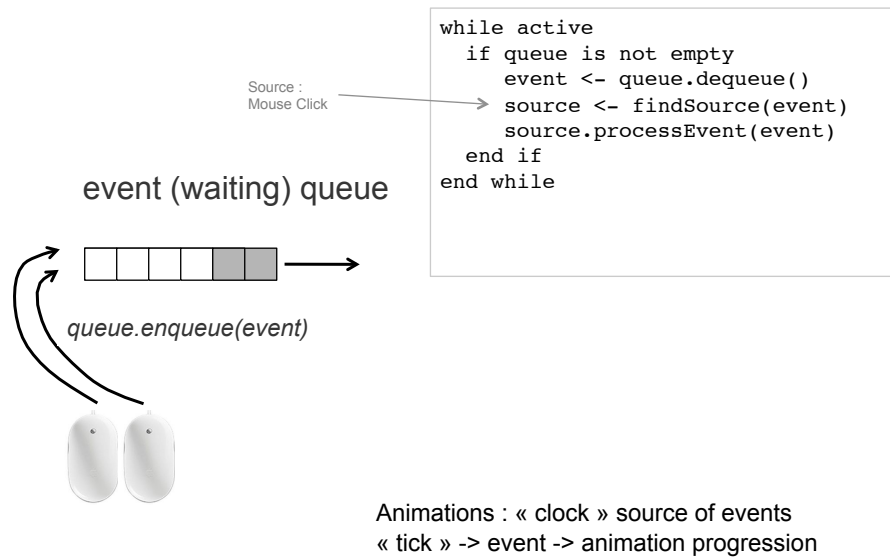 while active
if queue is not empty
event <- queue.dequeue()
source <- findSource(event)
source.processEvent(event)
end if
end while
Source :
Mouse Click
event (waiting) queue
queue.enqueue(event)
Animations : « clock » source of events
« tick » -> event -> animation progression